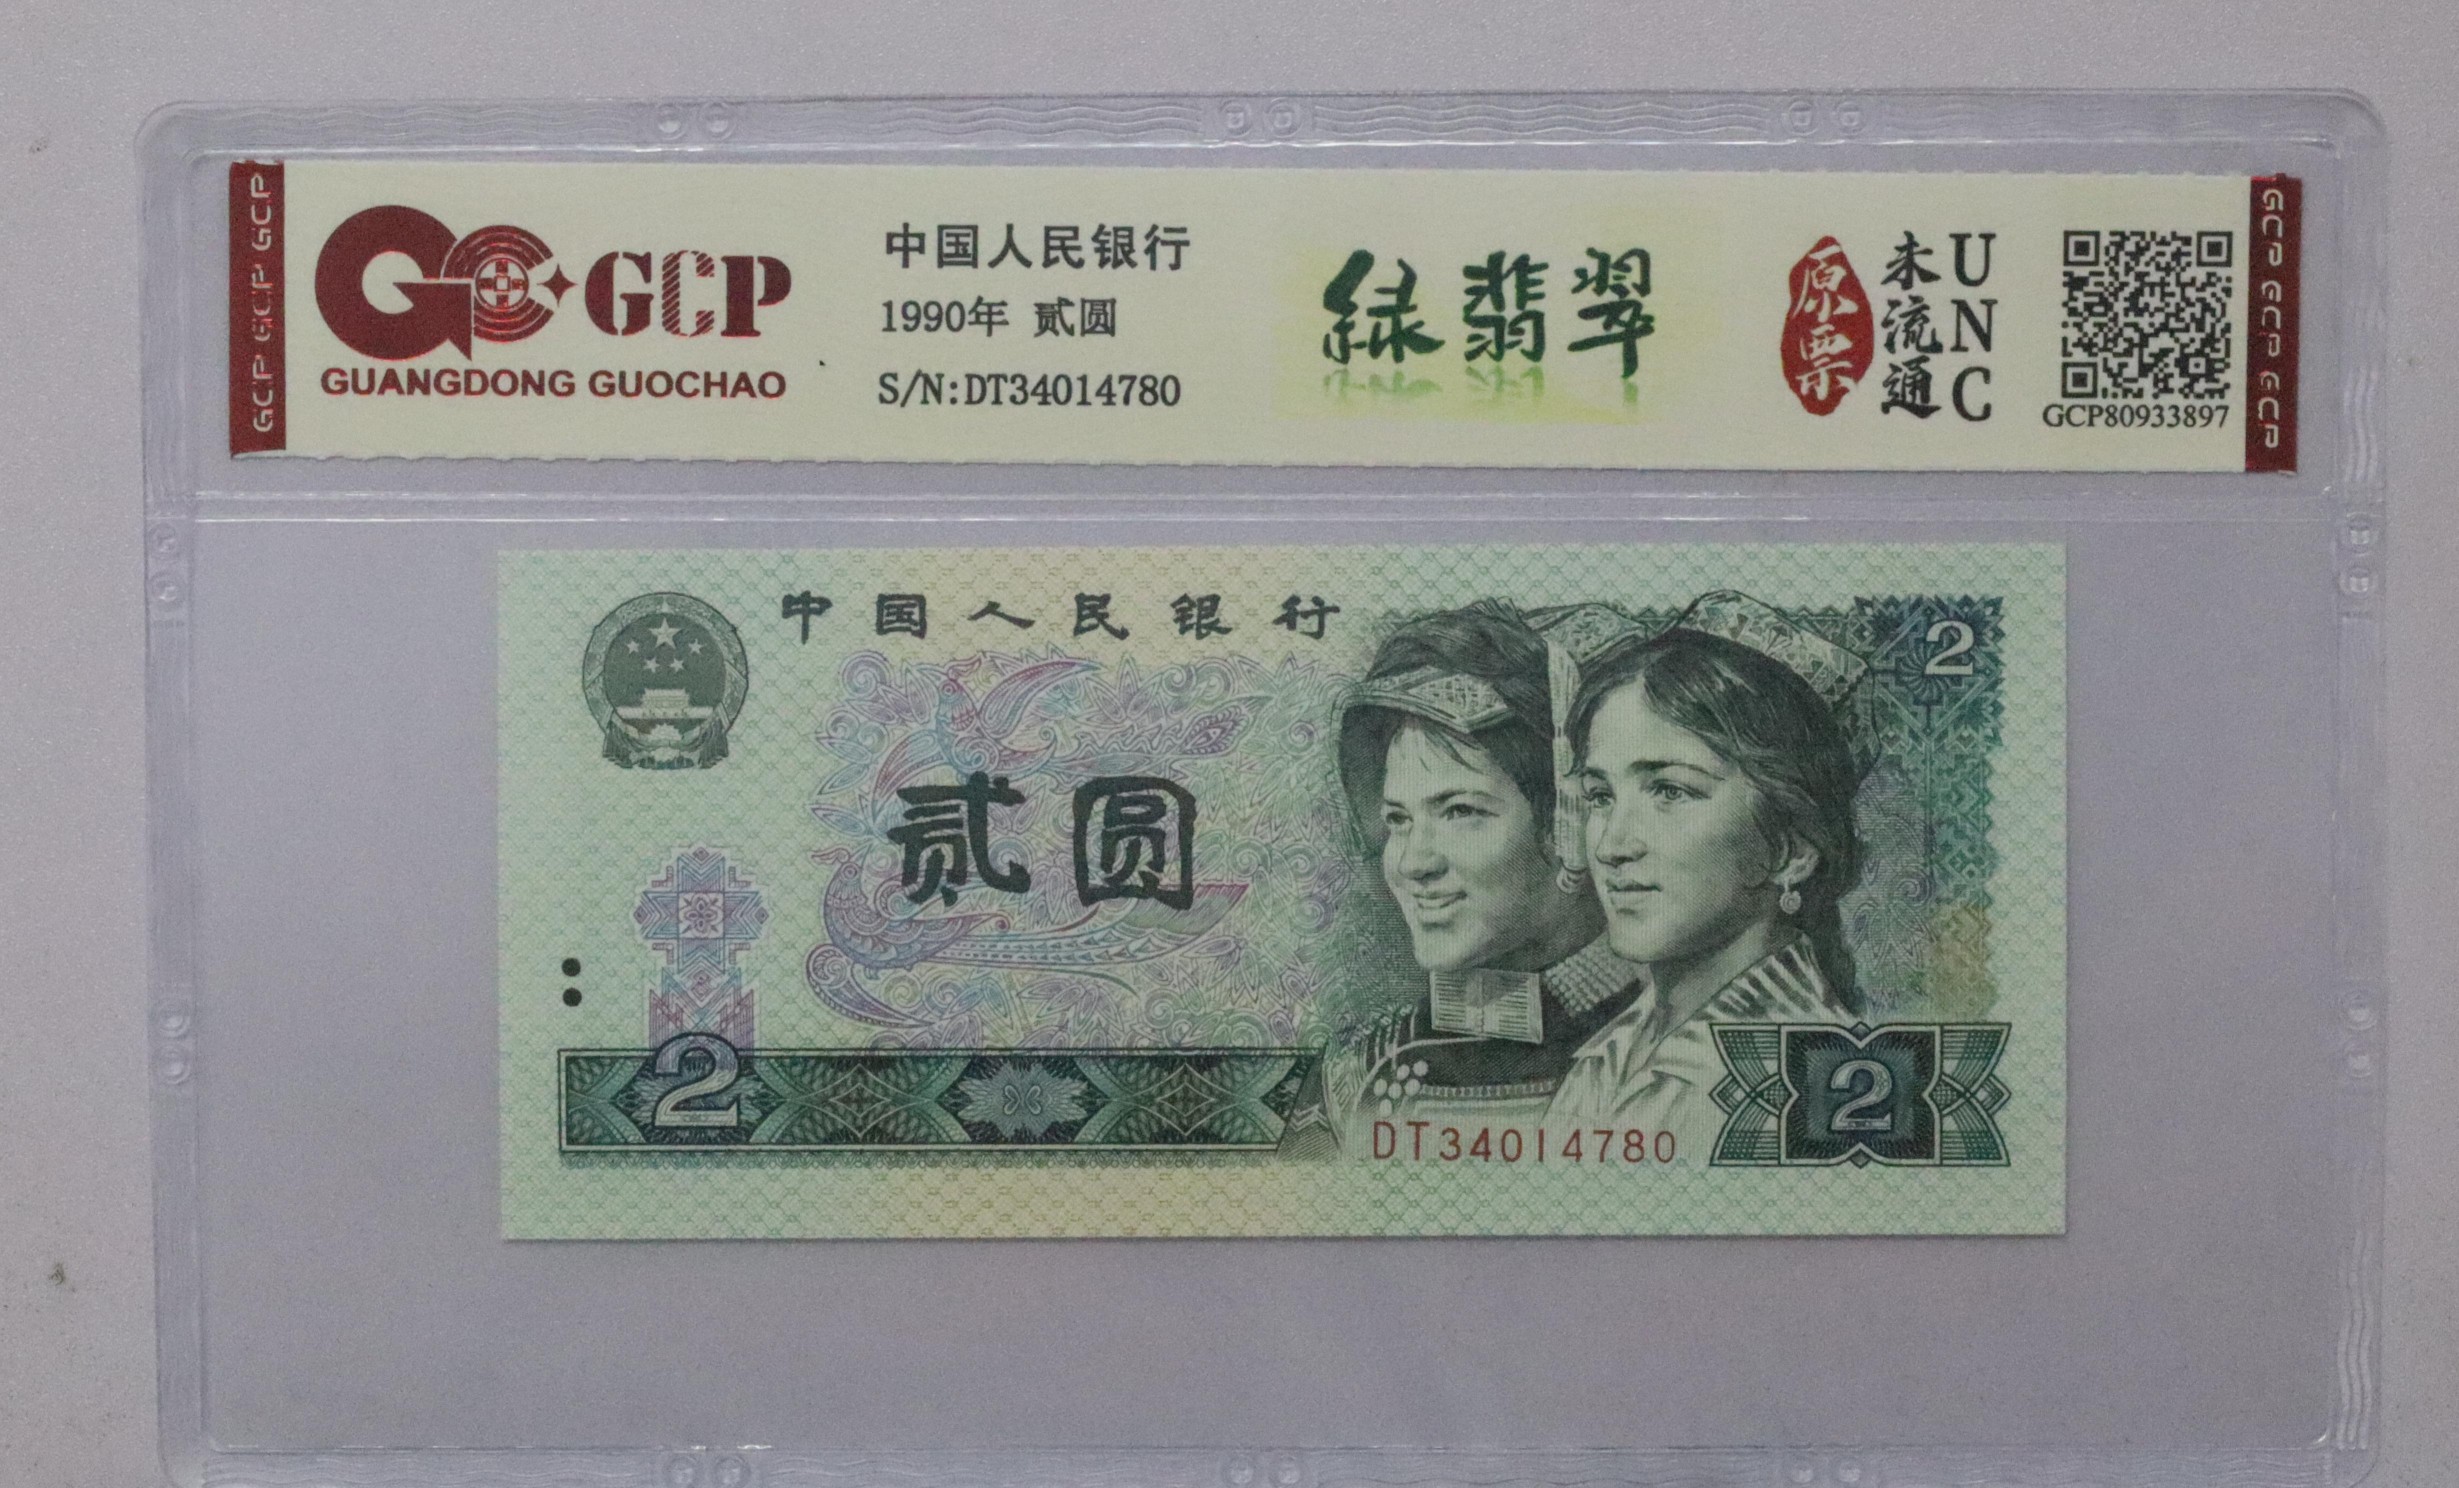 GCP GCP GCP
GCP
GUANGDONG GUOCHAO
中国人民银行
1990年 贰圆
S/N:DT34014780
緑翡翠
原票
未流通
UNC
GCP80933897
GCP GCP GCP
中国人民银行
2
贰圆
2
DT34014780
2